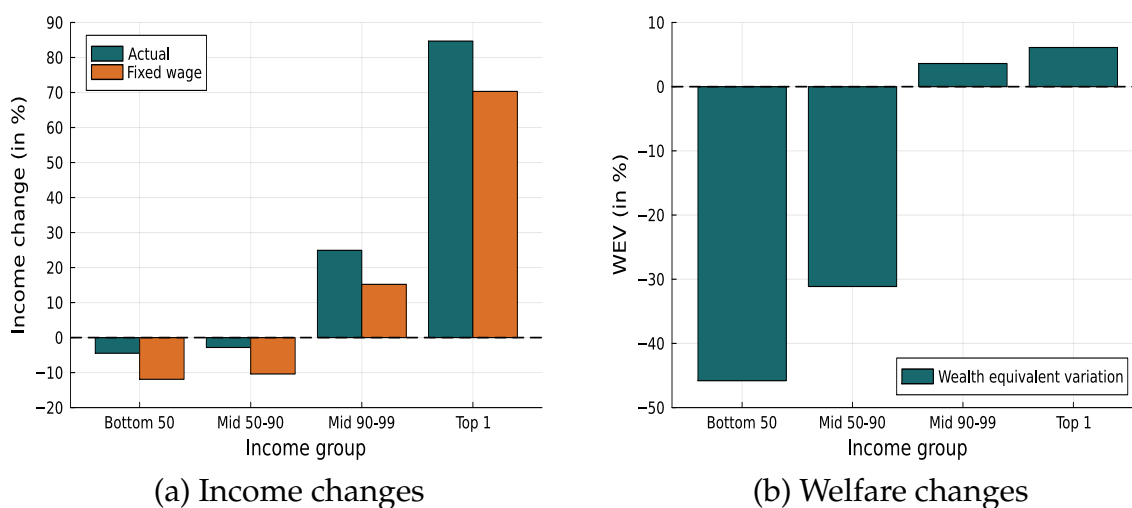 Income change (in %)
90
80
70
60
50
40
30
20
10
0
−10
−20
Actual
Fixed wage
Bottom 50
Mid 50-90
Mid 90-99
Top 1
Income group
(a) Income changes
WEV (in %)
10
0
−10
−20
−30
−40
−50
Wealth equivalent variation
Bottom 50
Mid 50-90
Mid 90-99
Top 1
Income group
(b) Welfare changes